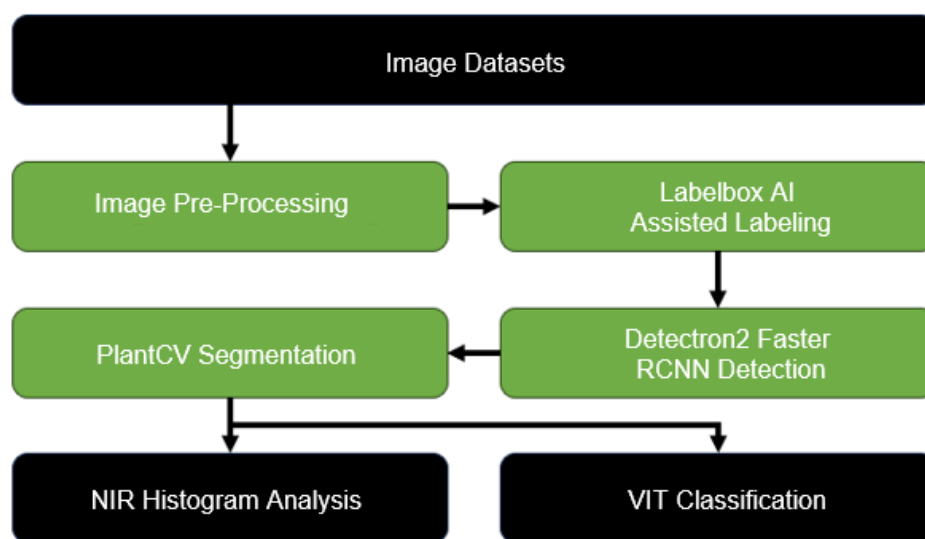 Image Datasets
Image Pre-Processing
Labelbox AI
Assisted Labeling
PlantCV Segmentation
Detectron2 Faster
RCNN Detection
NIR Histogram Analysis
VIT Classification